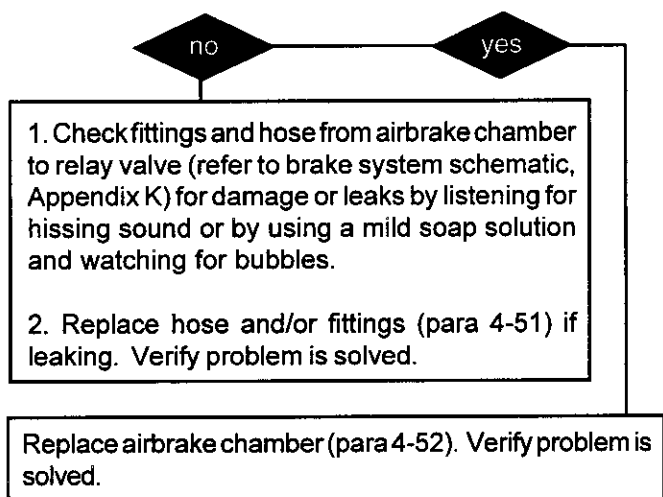 no
yes
1. Check fittings and hose from airbrake chamber
to relay valve (refer to brake system schematic,
Appendix K) for damage or leaks by listening for
hissing sound or by using a mild soap solution
and watching for bubbles.
2. Replace hose and/or fittings (para 4-51) if
leaking. Verify problem is solved.
Replace airbrake chamber (para 4-52). Verify problem is
solved.